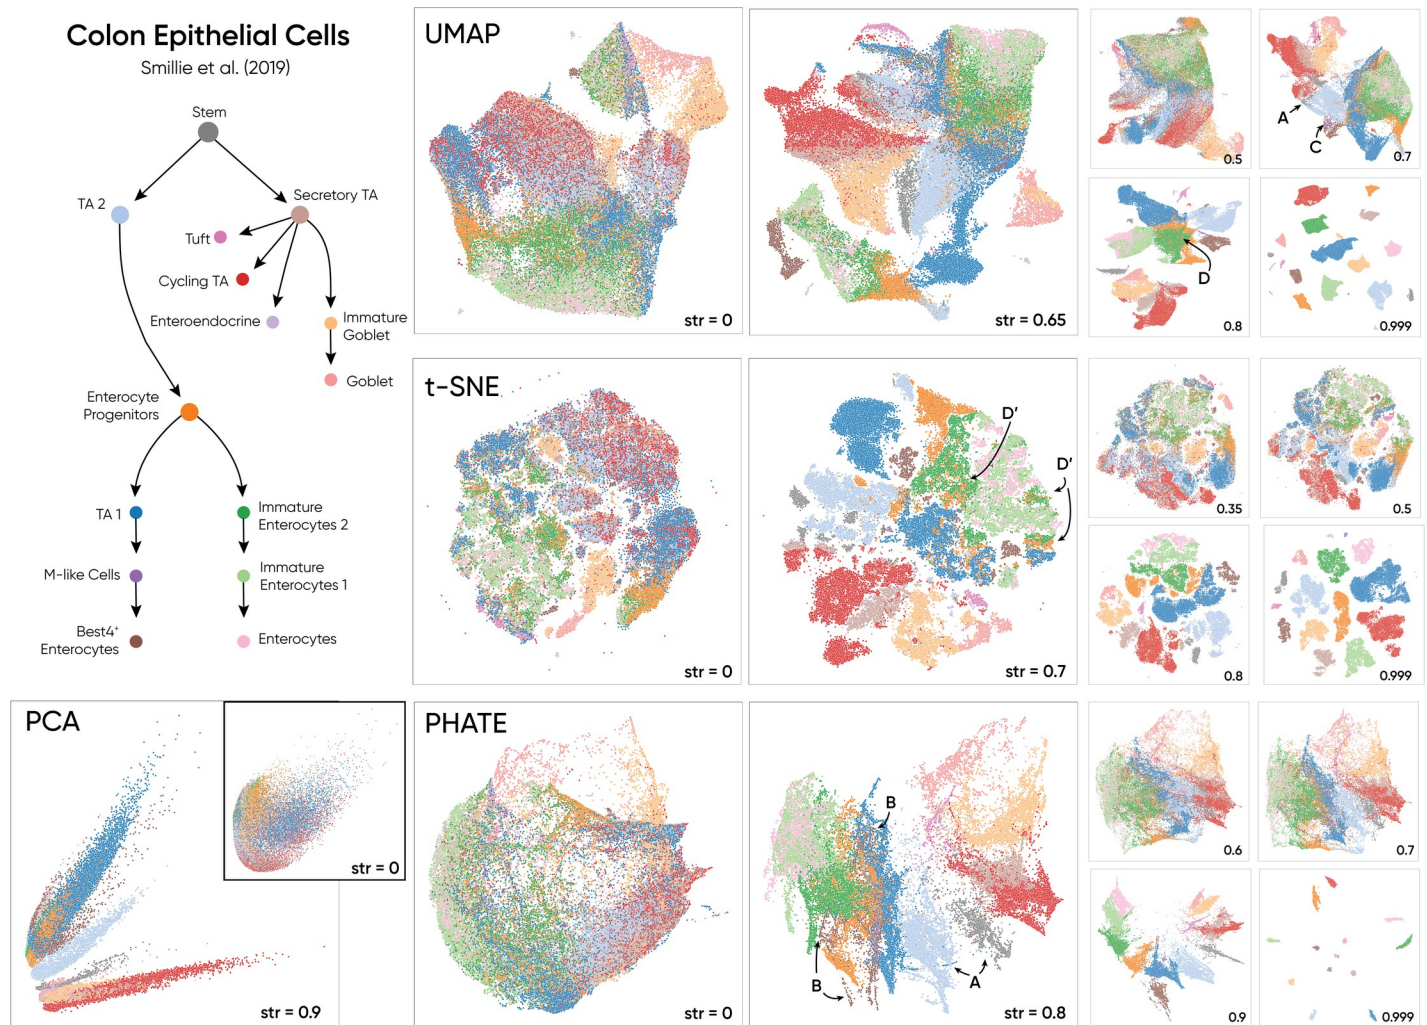 Colon Epithelial Cells
Smillie et al. (2019)
Stem
TA 2
Secretory TA
Tuft
Cycling TA
Enteroendocrine
Immature
Goblet
Goblet
Enterocyte
Progenitors
TA 1
Immature
Enterocytes 2
M-like Cells
Immature
Enterocytes 1
Best4⁺
Enterocytes
Enterocytes
UMAP
str = 0
str = 0.65
0.5
A
C
0.7
D
0.8
0.999
t-SNE
str = 0
D'
D'
str = 0.7
0.35
0.5
0.8
0.999
PCA
str = 0
str = 0.9
PHATE
str = 0
B
B
A
str = 0.8
0.6
0.7
0.9
0.999